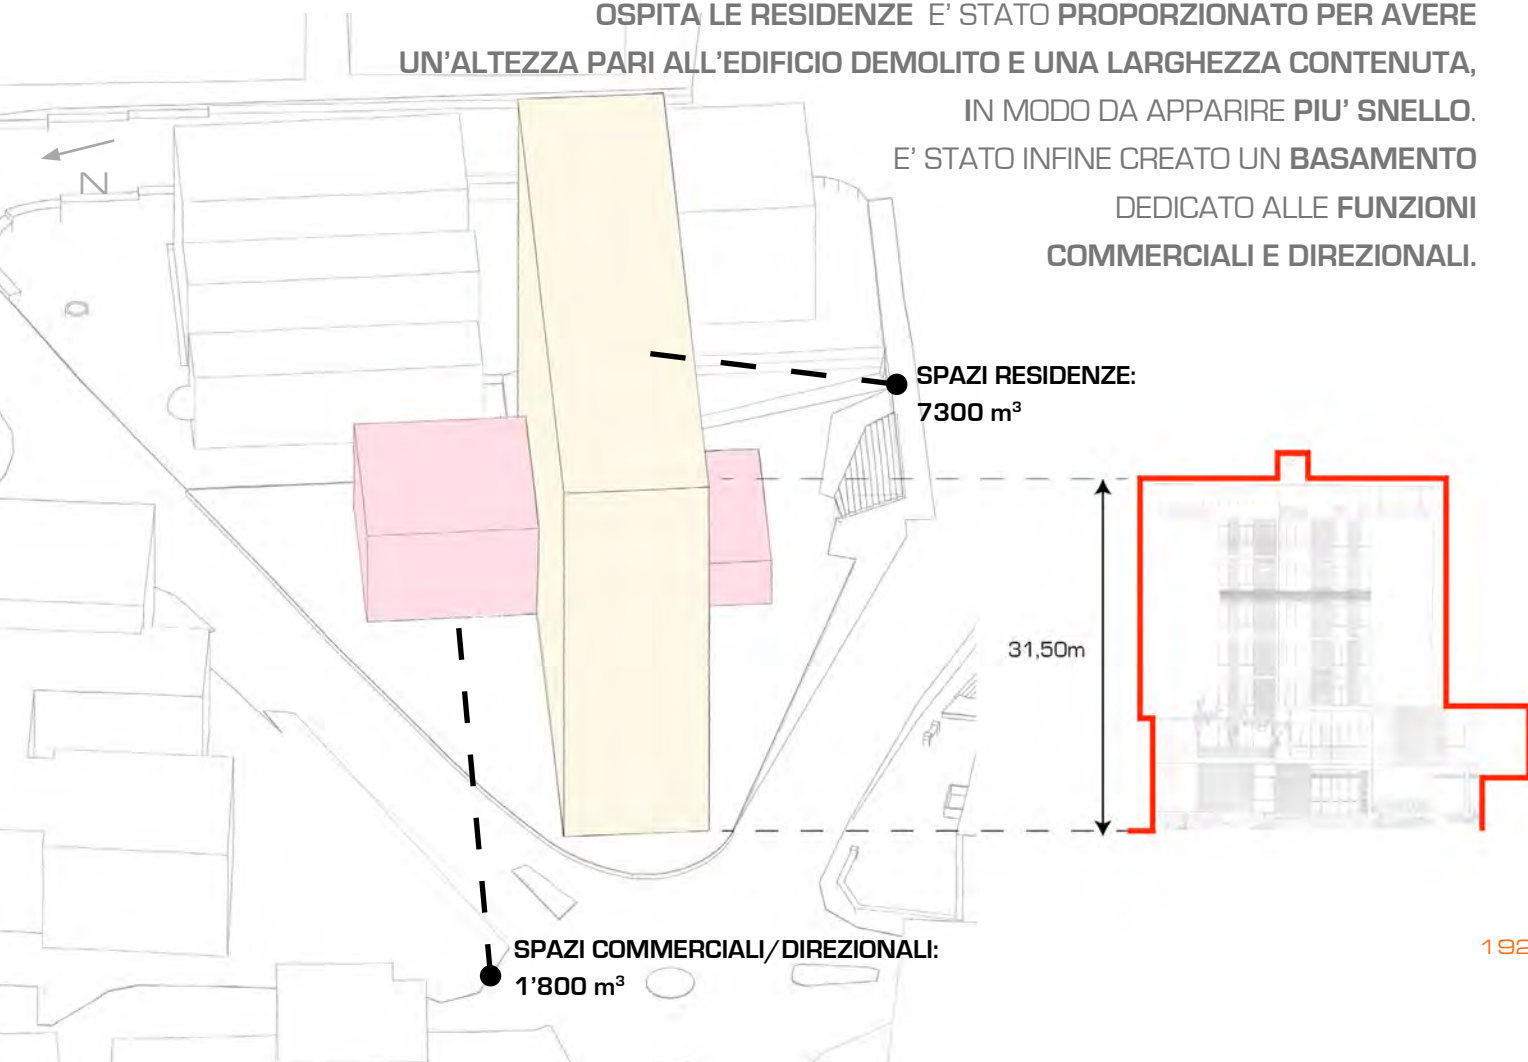 OSPITA LE RESIDENZE E' STATO PROPORZIONATO PER AVERE
UN'ALTEZZA PARI ALL'EDIFICIO DEMOLITO E UNA LARGHEZZA CONTENUTA,
IN MODO DA APPARIRE PIU' SNELLO.
E' STATO INFINE CREATO UN BASAMENTO
DEDICATO ALLE FUNZIONI
COMMERCIALI E DIREZIONALI.
N
SPAZI RESIDENZE:
7300 m³
31,50m
SPAZI COMMERCIALI/DIREZIONALI:
1'800 m³
192